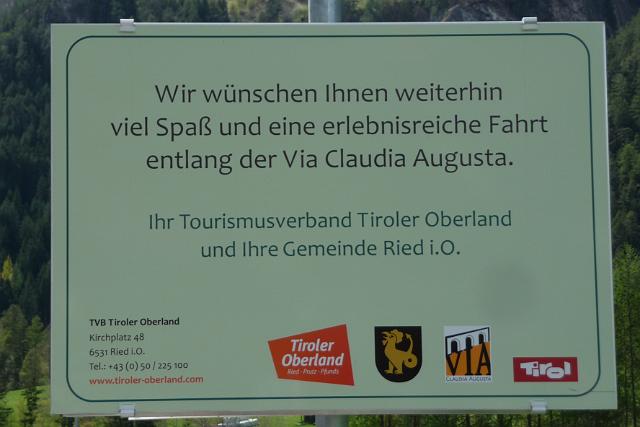 Wir wünschen Ihnen weiterhin
viel Spaß und eine erlebnisreiche Fahrt
entlang der Via Claudia Augusta.
Ihr Tourismusverband Tiroler Oberland
und Ihre Gemeinde Ried i.O.
TVB Tiroler Oberland
Kirchplatz 48
6531 Ried i.O.
Tel.: +43 (0) 50 / 225 100
www.tiroler-oberland.com
Tiroler
Oberland
Ried · Prutz · Pfunds
VIA
CLAUDIA AUGUSTA
Tirol